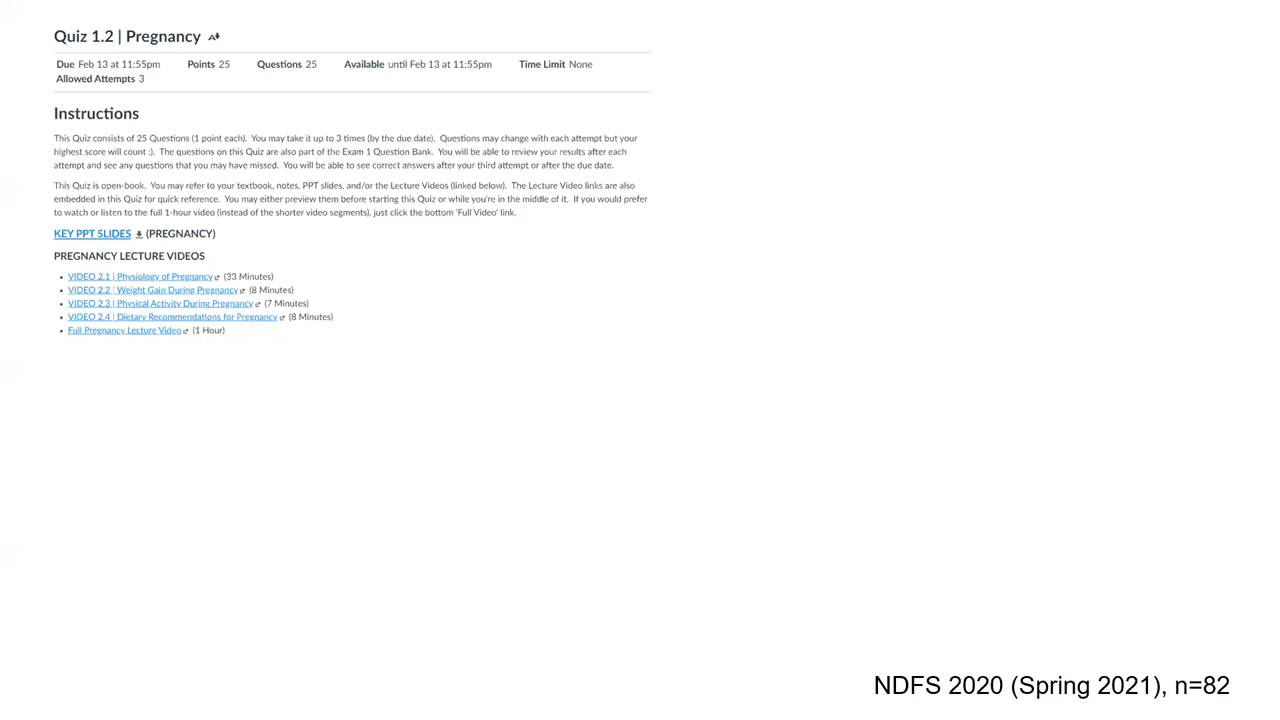 Quiz 1.2 | Pregnancy
Due Feb 13 at 11:55pm Points 25 Questions 25 Available until Feb 13 at 11:55pm Time Limit None
Allowed Attempts 3
Instructions
This Quiz consists of 25 Questions (1 point each). You may take it up to 3 times (by the due date). Questions may change with each attempt but your
highest score will count :). The questions on this Quiz are also part of the Exam 1 Question Bank. You will be able to review your results after each
attempt and see any questions that you may have missed. You will be able to see correct answers after your third attempt or after the due date.
This Quiz is open-book. You may refer to your textbook, notes, PPT slides, and/or the Lecture Videos (linked below). The Lecture Video links are also
embedded in this Quiz for quick reference. You may either preview them before starting this Quiz or while you're in the middle of it. If you would prefer
to watch or listen to the full 1-hour video (instead of the shorter video segments), just click the bottom 'Full Video' link.
KEY PPT SLIDES (PREGNANCY)
PREGNANCY LECTURE VIDEOS
• VIDEO 2.1 | Physiology of Pregnancy (33 Minutes)
• VIDEO 2.2 | Weight Gain During Pregnancy (8 Minutes)
• VIDEO 2.3 | Physical Activity During Pregnancy (7 Minutes)
• VIDEO 2.4 | Dietary Recommendations for Pregnancy (8 Minutes)
• Full Pregnancy Lecture Video (1 Hour)
NDFS 2020 (Spring 2021), n=82